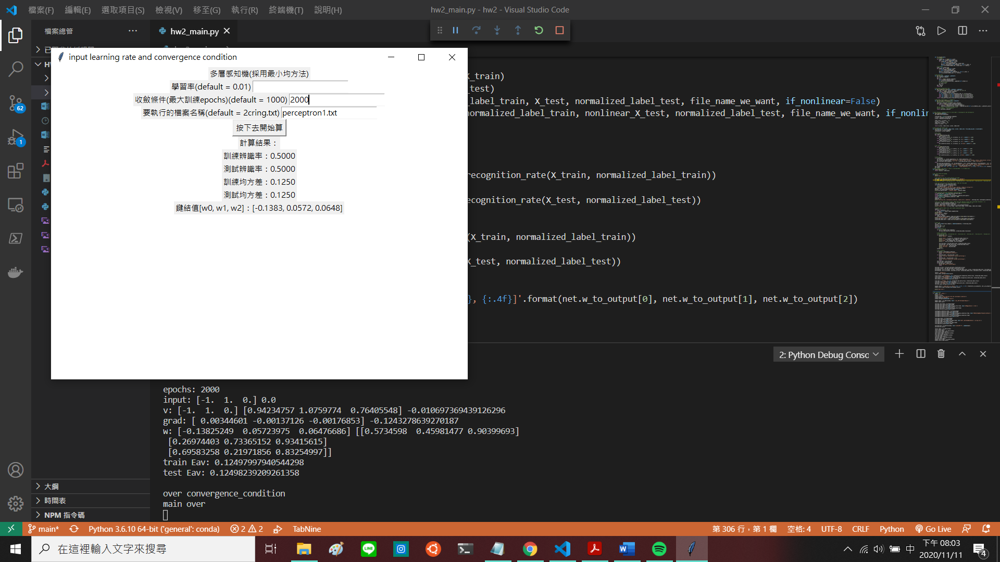 檔案(F) 編輯(E) 選取項目(S) 檢視(V) 移至(G) 執行(R) 終端機(T) 說明(H)
hw2_main.py - hw2 - Visual Studio Code
檔案總管
hw2_main.py
input learning rate and convergence condition
多層感知機(採用最小均方法)
學習率(default = 0.01)
收斂條件(最大訓練epochs)(default = 1000) 2000
要執行的檔案名稱(default = 2cring.txt) perceptron1.txt
按下去開始算
計算結果：
訓練辨識率：0.5000
測試辨識率：0.5000
訓練均方差：0.1250
測試均方差：0.1250
鍵結值[w0, w1, w2]：[-0.1383, 0.0572, 0.0648]
X_train)
_test)
_label_train, X_test, normalized_label_test, file_name_we_want, if_nonlinear=False)
normalized_label_train, nonlinear_X_test, normalized_label_test, file_name_we_want, if_nonlin
recognition_rate(X_train, normalized_label_train))
ecognition_rate(X_test, normalized_label_test))
(X_train, normalized_label_train))
X_test, normalized_label_test))
}, {:.4f}]'.format(net.w_to_output[0], net.w_to_output[1], net.w_to_output[2])
62
1
2: Python Debug Consc
epochs: 2000
input: [-1. 1. 0.] 0.0
v: [-1. 1. 0.] [0.94234757 1.0759774 0.76405548] -0.010697369439126296
grad: [ 0.00344601 -0.00137126 -0.00176853] -0.1243278639270187
w: [-0.13825249 0.05723975 0.06476686] [[0.5734598 0.45981477 0.90399693]
[0.26974403 0.73365152 0.93415615]
[0.69583258 0.21971856 0.83254997]]
train Eav: 0.12497997940544298
test Eav: 0.12498239209261358
over convergence_condition
main over
大綱
時間表
NPM 指令碼
main* Python 3.6.10 64-bit ('general': conda) 2 2 TabNine
第 306 行，第 1 欄 空格: 4 UTF-8 CRLF Python Go Live
在這裡輸入文字來搜尋
LINE
中
下午 08:03
2020/11/11
4